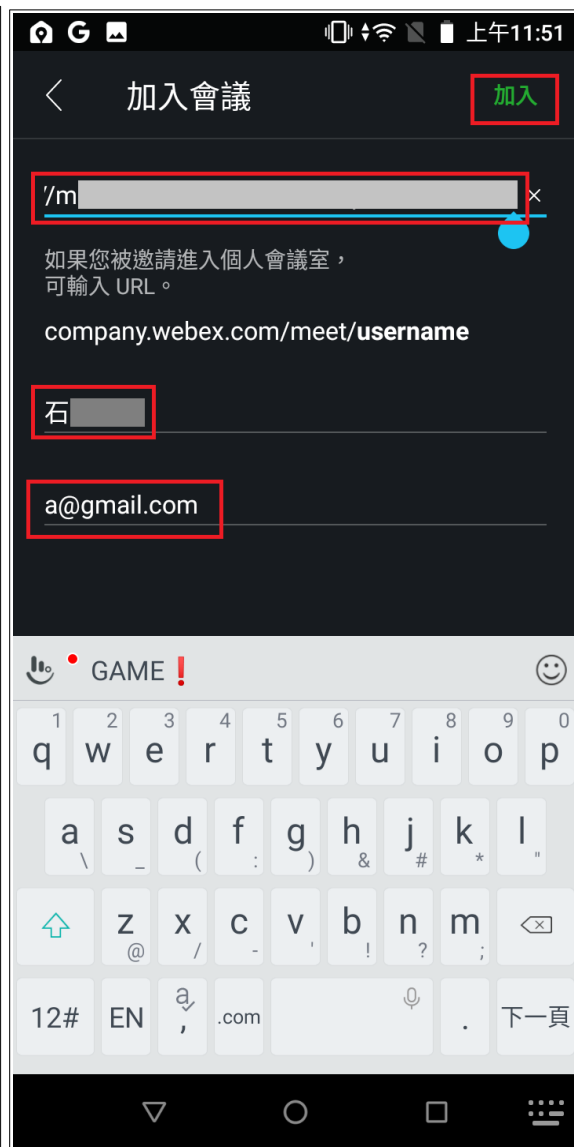 上午11:51
加入會議
加入
/m
如果您被邀請進入個人會議室，
可輸入 URL。
company.webex.com/meet/username
石
a@gmail.com
GAME❗
1 2 3 4 5 6 7 8 9 0
q w e r t y u i o p
a s d f g h j k l
\ _ ( : ) & # * "
z x c v b n m
@ / - ' ! ? ;
12# EN , .com . 下一頁